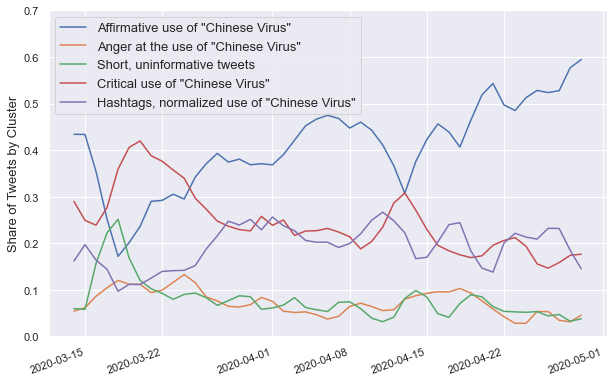 0.7
0.6
0.5
0.4
0.3
0.2
0.1
0.0
Share of Tweets by Cluster
Affirmative use of "Chinese Virus"
Anger at the use of "Chinese Virus"
Short, uninformative tweets
Critical use of "Chinese Virus"
Hashtags, normalized use of "Chinese Virus"
2020-03-15
2020-03-22
2020-04-01
2020-04-08
2020-04-15
2020-04-22
2020-05-01